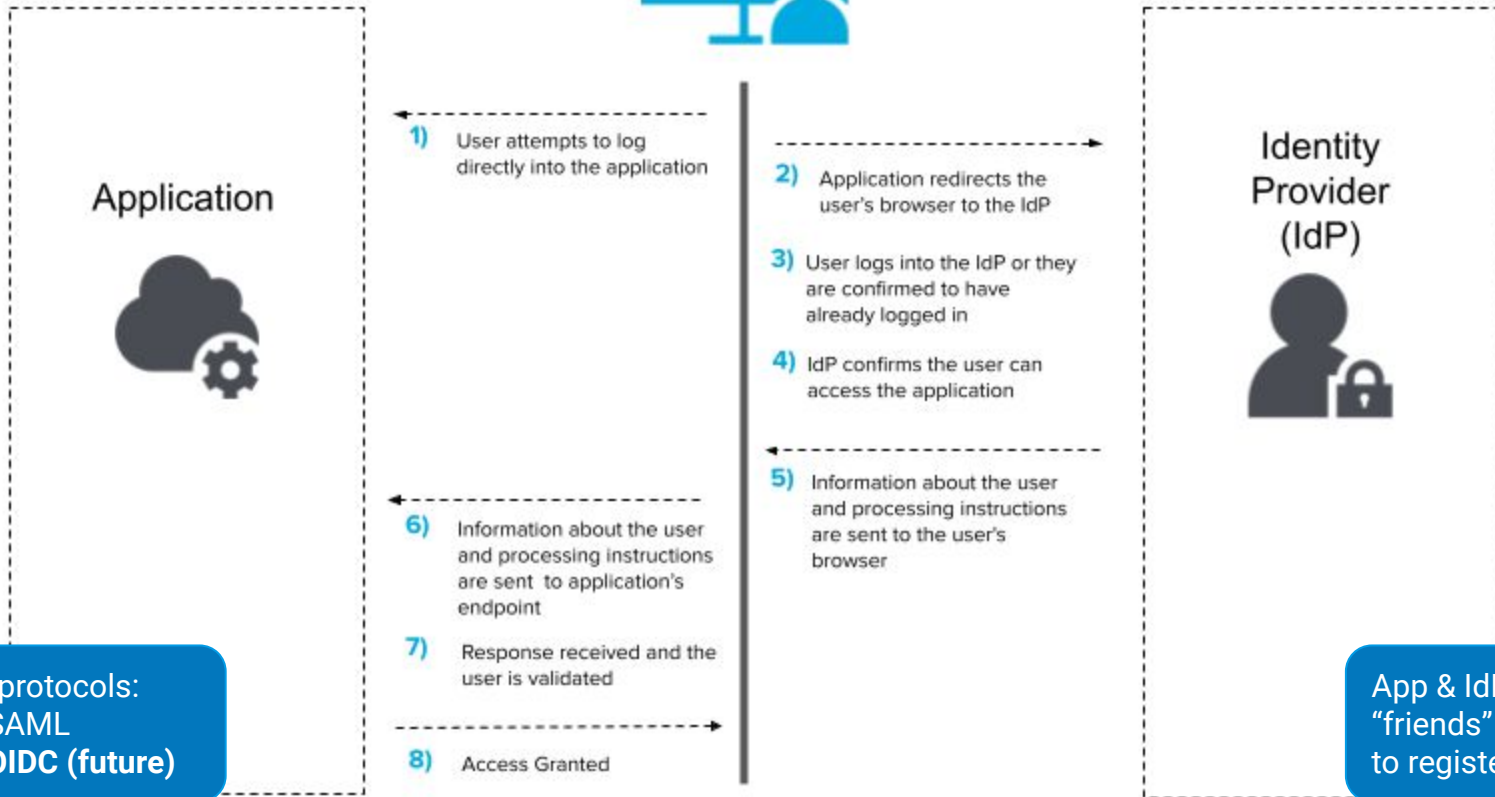 Application
1) User attempts to log
directly into the application
2) Application redirects the
user's browser to the IdP
3) User logs into the IdP or they
are confirmed to have
already logged in
4) IdP confirms the user can
access the application
5) Information about the user
and processing instructions
are sent to the user's
browser
6) Information about the user
and processing instructions
are sent to application's
endpoint
7) Response received and the
user is validated
8) Access Granted
Identity
Provider
(IdP)
protocols:
SAML
OIDC (future)
App &
“friends”
to